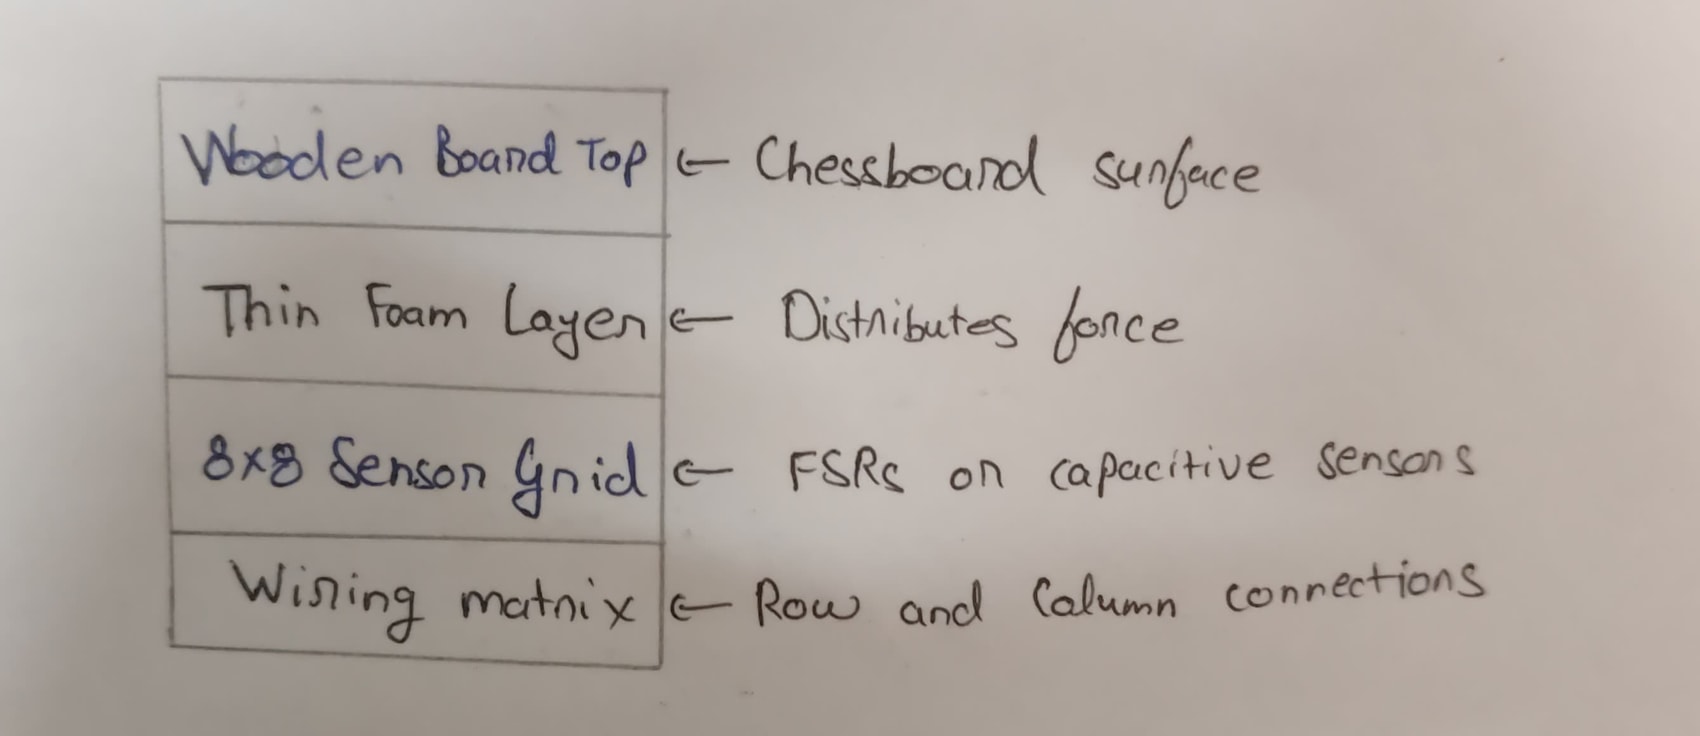 Wooden Board Top ← Chessboard surface
Thin Foam Layer ← Distributes force
8x8 Sensor Grid ← FSRs or capacitive sensors
Wiring matrix ← Row and Column connections